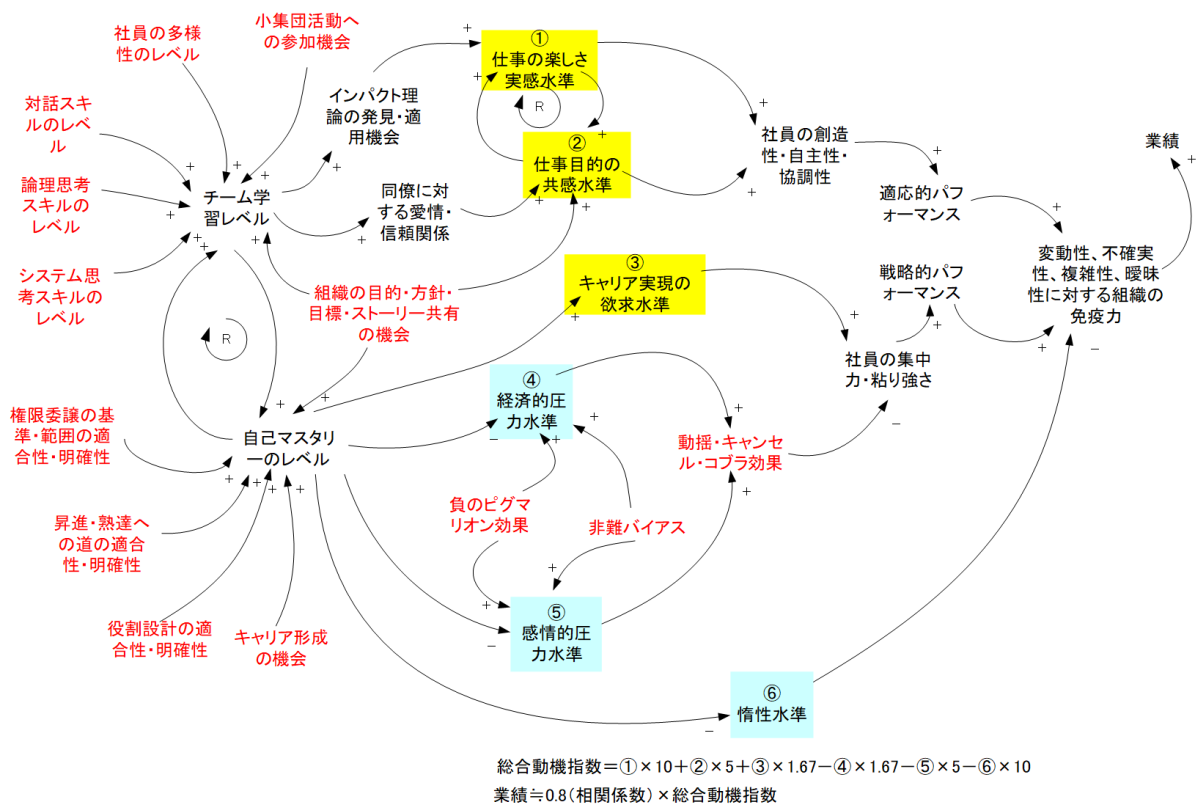 社員の多様
性のレベル
小集団活動へ
の参加機会
対話スキ
ルのレベ
ル
論理思考
スキルの
レベル
システム思
考スキルの
レベル
チーム学
習レベル
インパクト理
論の発見・適
用機会
同僚に対
する愛情・
信頼関係
組織の目的・方針・
目標・ストーリー共有
の機会
①
仕事の楽しさ
実感水準
R
②
仕事目的の
共感水準
③
キャリア実現の
欲求水準
社員の創造
性・自主性・
協調性
適応的パフ
ォーマンス
戦略的パフ
ォーマンス
社員の集中
力・粘り強さ
業績
変動性、不確実
性、複雑性、曖昧
性に対する組織の
免疫力
R
権限委譲の基
準・範囲の適
合性・明確性
自己マスタリ
ーのレベル
昇進・熟達へ
の道の適合
性・明確性
役割設計の適
合性・明確性
キャリア形成
の機会
④
経済的圧
力水準
負のピグマ
リオン効果
非難バイアス
動揺・キャンセ
ル・コブラ効果
⑤
感情的圧
力水準
⑥
惰性水準
総合動機指数=①×10+②×5+③×1.67-④×1.67-⑤×5-⑥×10
業績≒0.8(相関係数)×総合動機指数